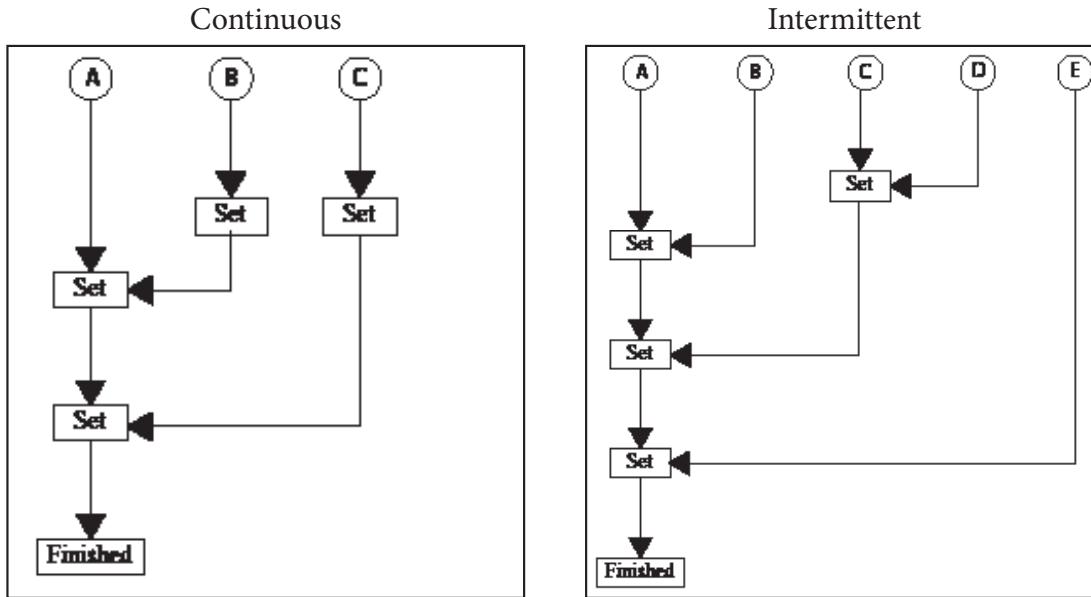 Continuous
A B C
Set Set
Set
Set
Finished
Intermittent
A B C D E
Set
Set
Set
Set
Finished